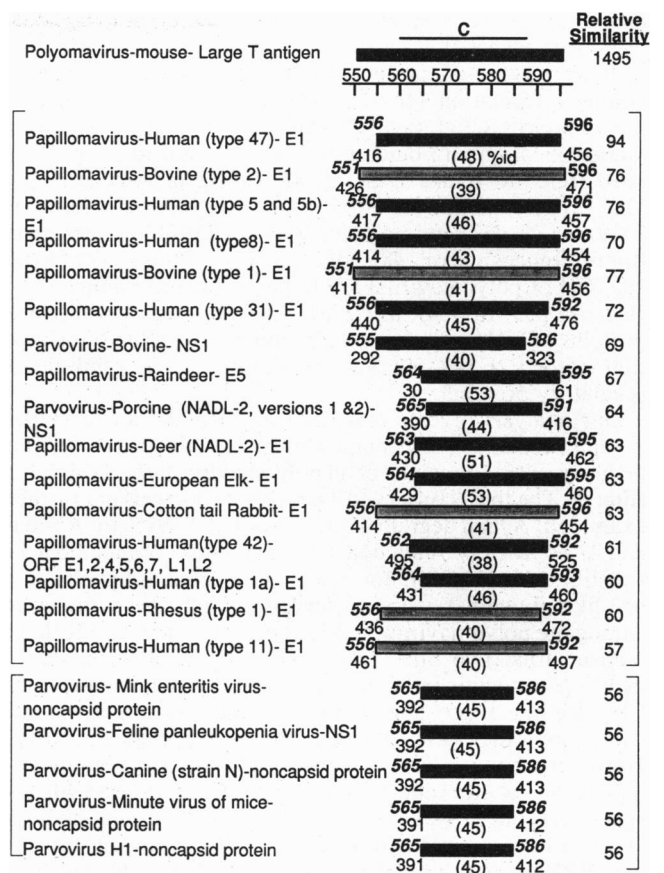 C
Relative
Similarity
Polyomavirus-mouse- Large T antigen
1495
550 560 570 580 590
556 596
Papillomavirus-Human (type 47)- E1 94
416 (48) %id 456
551 596
Papillomavirus-Bovine (type 2)- E1 76
426 (39) 471
Papillomavirus-Human (type 5 and 5b)- 556 596 76
E1 417 (46) 457
556 596
Papillomavirus-Human (type8)- E1 70
414 (43) 454
551 596
Papillomavirus-Bovine (type 1)- E1 77
411 (41) 456
556 592
Papillomavirus-Human (type 31)- E1 72
440 (45) 476
555 586
Parvovirus-Bovine- NS1 69
292 (40) 323
Papillomavirus-Raindeer- E5 564 595 67
30 (53) 61
Parvovirus-Porcine (NADL-2, versions 1 &2)- 565 591 64
NS1 390 (44) 416
563 595
Papillomavirus-Deer (NADL-2)- E1 63
430 (51) 462
564 595
Papillomavirus-European Elk- E1 63
429 (53) 460
Papillomavirus-Cotton tail Rabbit- E1 556 596 63
414 (41) 454
Papillomavirus-Human(type 42)- 562 592 61
ORF E1,2,4,5,6,7, L1,L2 495 (38) 525
564 593
Papillomavirus-Human (type 1a)- E1 60
431 (46) 460
Papillomavirus-Rhesus (type 1)- E1 556 592 60
436 (40) 472
Papillomavirus-Human (type 11)- E1 556 592 57
461 (40) 497
Parvovirus- Mink enteritis virus- 565 586 56
noncapsid protein 392 (45) 413
Parvovirus-Feline panleukopenia virus-NS1 565 586 56
392 (45) 413
Parvovirus-Canine (strain N)-noncapsid protein 565 586 56
392 (45) 413
Parvovirus-Minute virus of mice- 565 586
noncapsid protein 56
391 (45) 412
Parvovirus H1-noncapsid protein 565 586 56
391 (45) 412